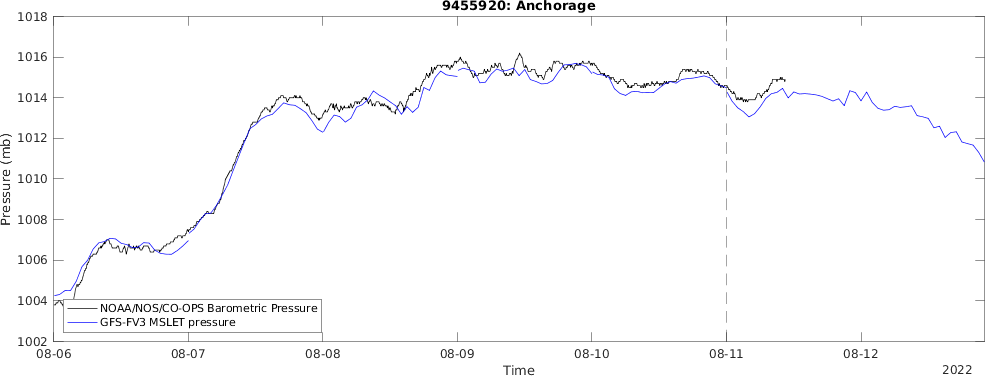 9455920: Anchorage
1018
1016
1014
1012
1010
1008
1006
1004
1002
Pressure (mb)
NOAA/NOS/CO-OPS Barometric Pressure
GFS-FV3 MSLET pressure
08-06 08-07 08-08 08-09 08-10 08-11 08-12
Time
2022